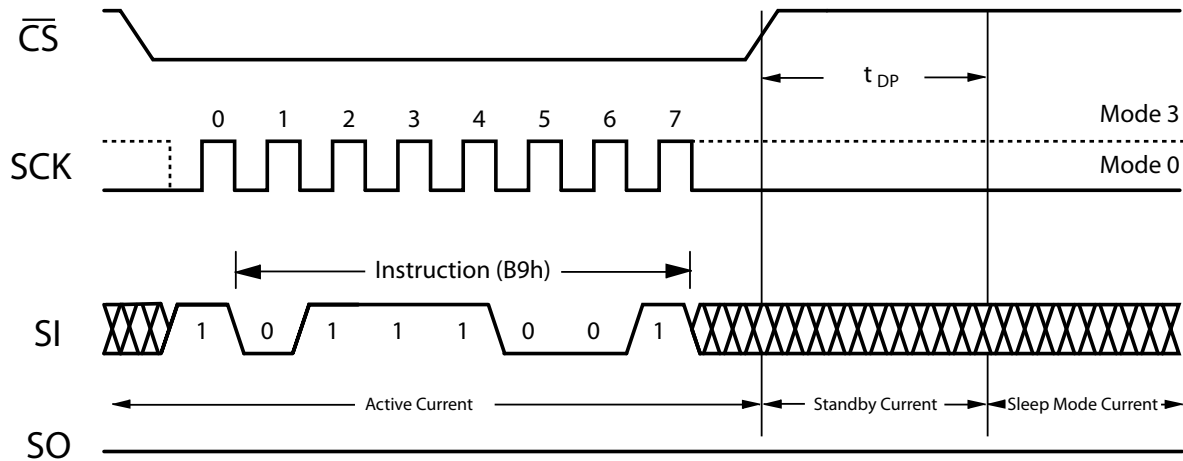 CS
t DP
0 1 2 3 4 5 6 7
Mode 3
SCK
Mode 0
Instruction (B9h)
SI
1 0 1 1 1 0 0 1
Active Current
Standby Current
Sleep Mode Current
SO